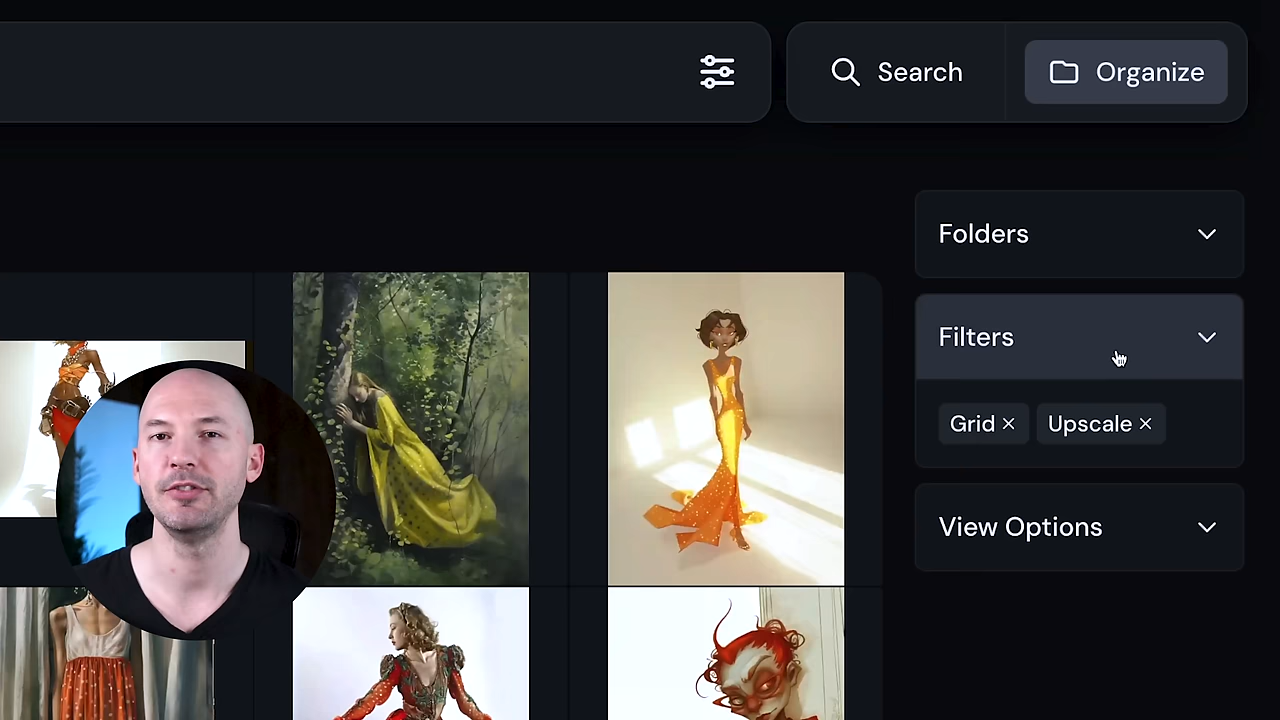 Search
Organize
Folders
Filters
Grid ×
Upscale ×
View Options